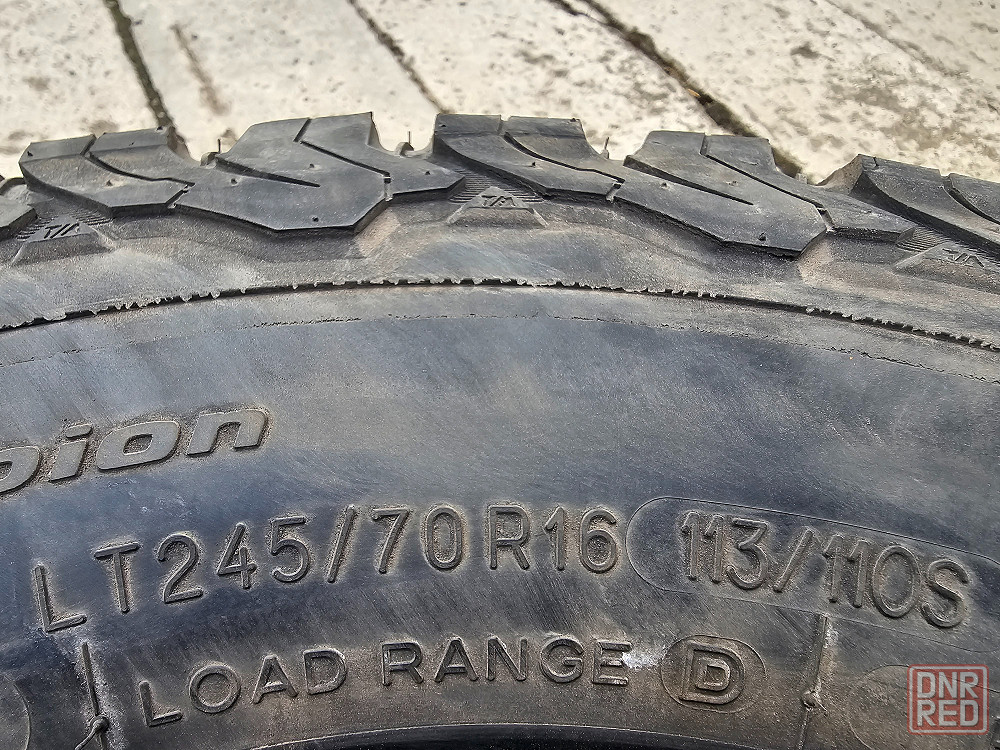 T/A
T/A
T/A
pion
LT245/70R16 113/110S
LOAD RANGE D
DNR
RED